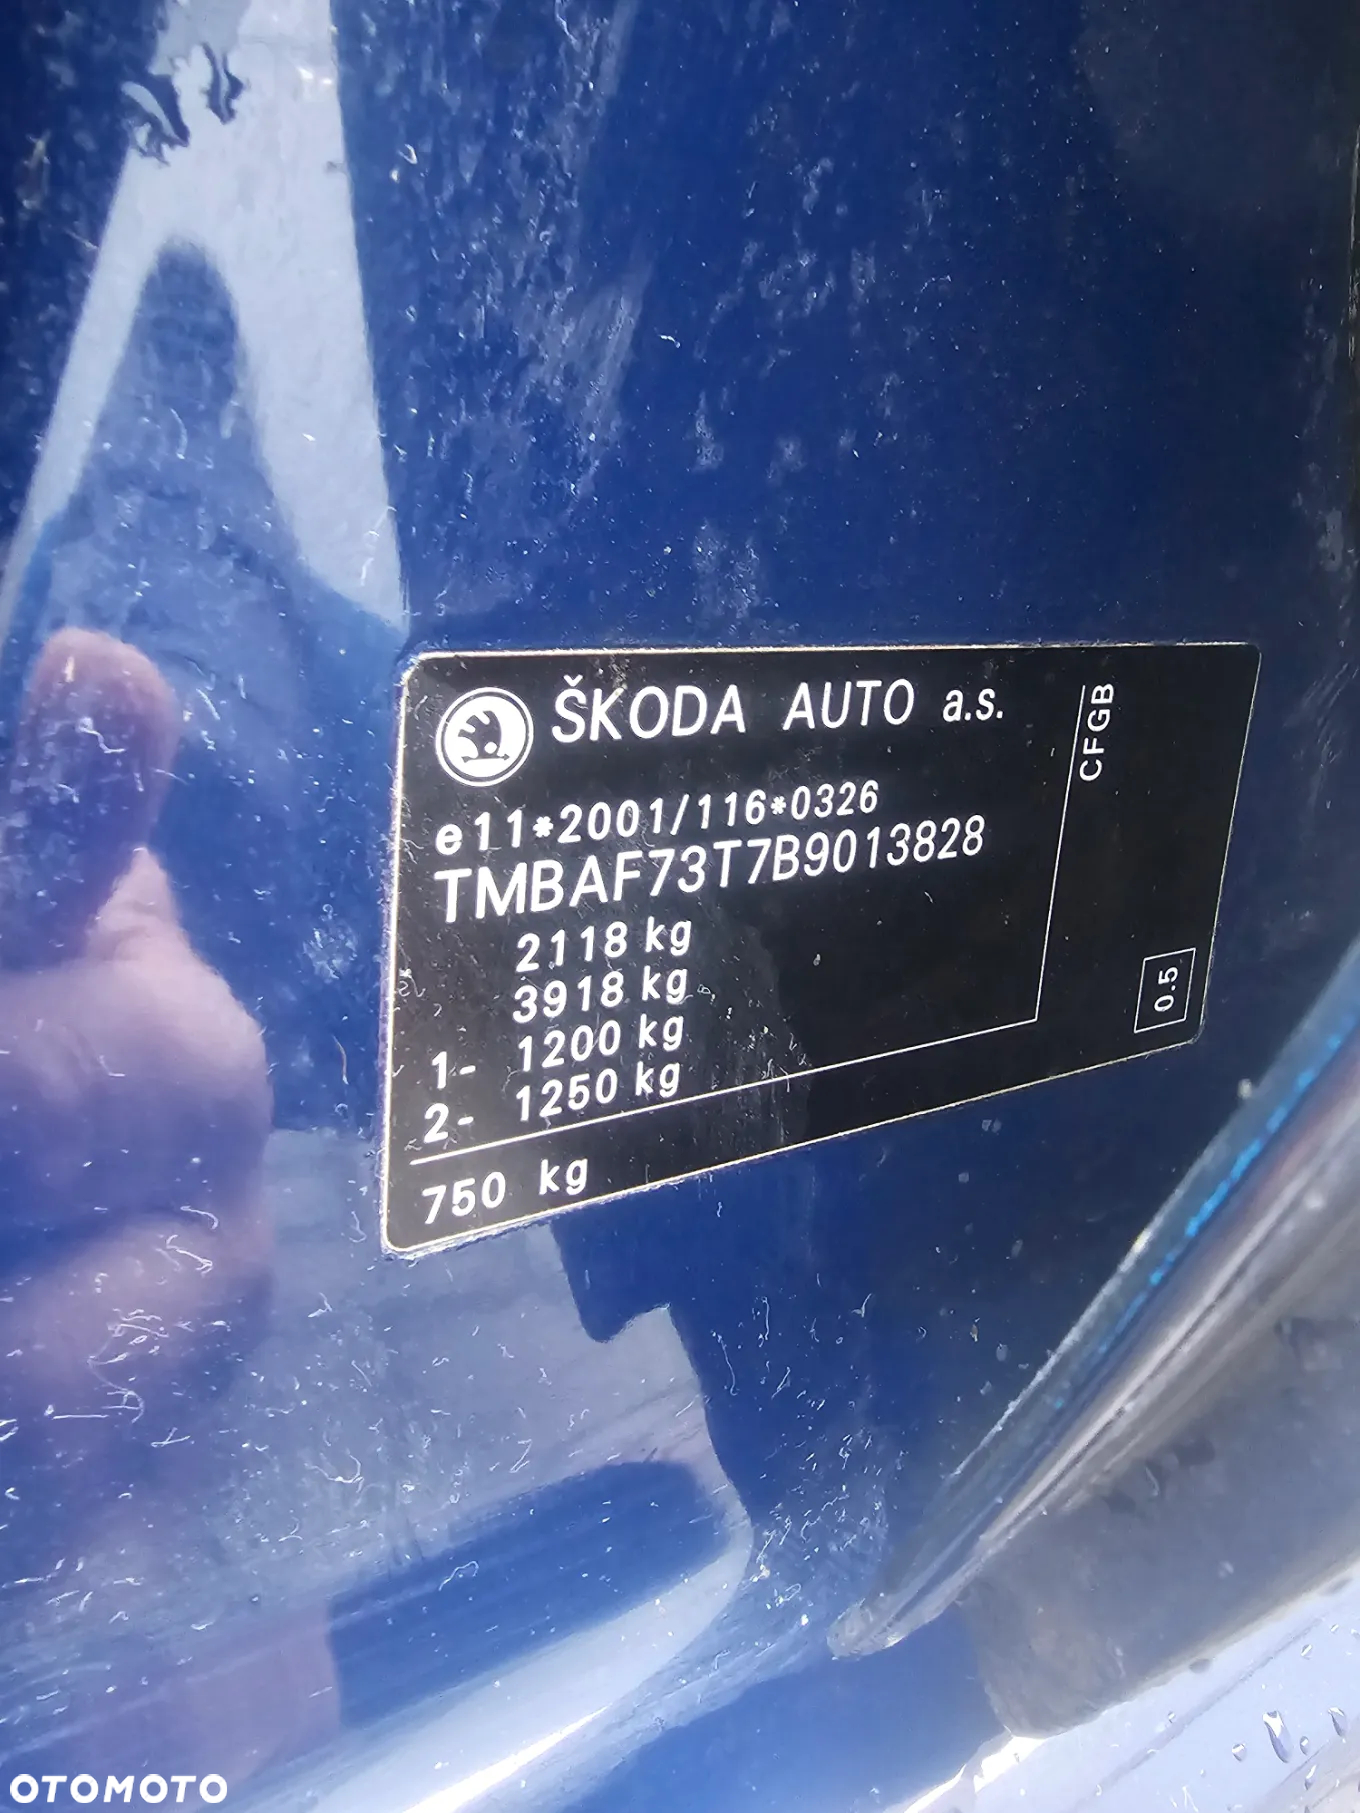 ŠKODA AUTO a.s.
e11*2001/116*0326
TMBAF73T7B9013828
2118 kg
3918 kg
1- 1200 kg
2- 1250 kg
750 kg
CFGB
0.5
OTOMOTO